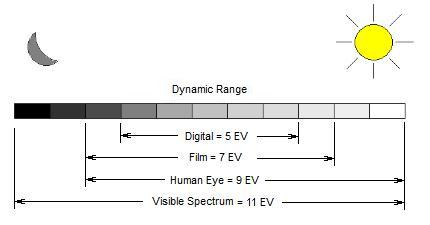 Dynamic Range
Digital = 5 EV
Film = 7 EV
Human Eye = 9 EV
Visible Spectrum = 11 EV